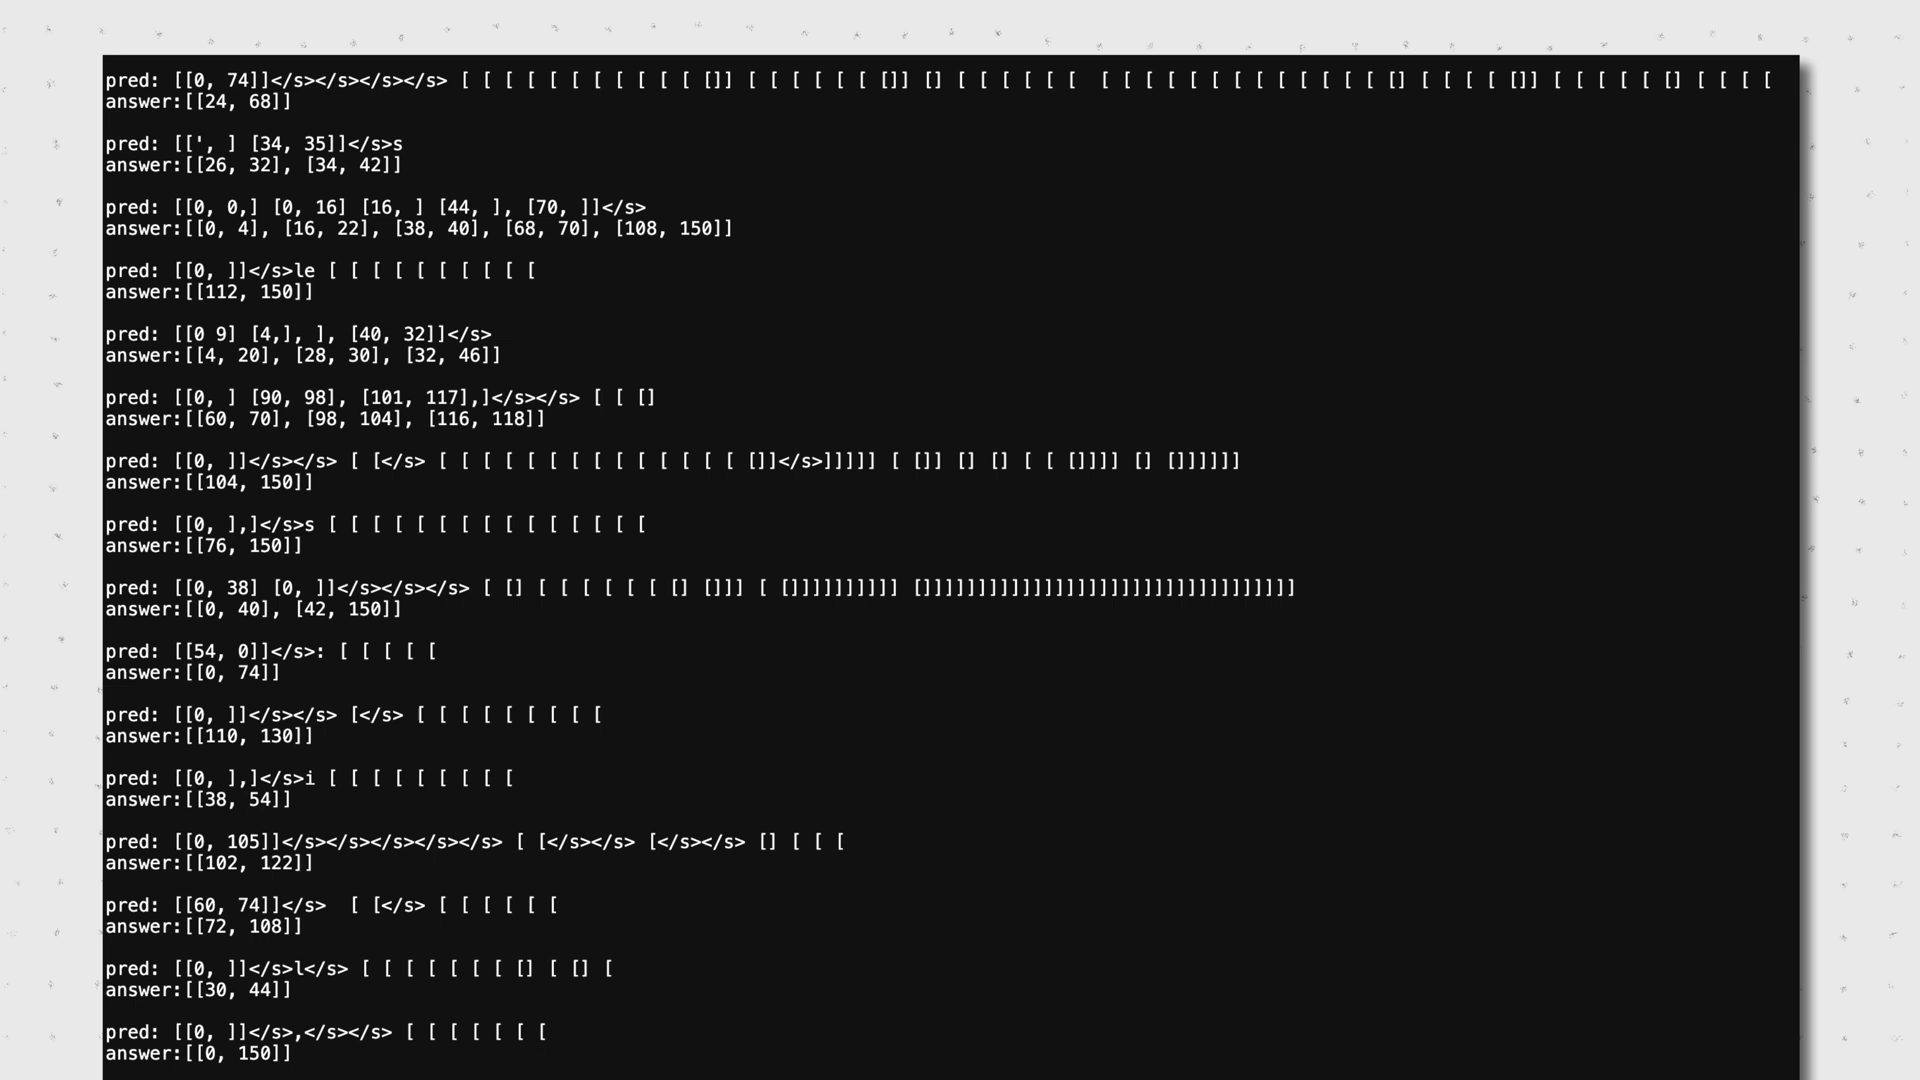 pred: [[0, 74]]</s></s></s></s> [ [ [ [ [ [ [ [ [ [ [ []] [ [ [ [ [ [ []] [] [ [ [ [ [ [  [ [ [ [ [ [ [ [ [ [ [ [ [ [] [ [ [ [ []] [ [ [ [ [ [] [ [ [ [
answer:[[24, 68]]
pred: [[', ] [34, 35]]</s>s
answer:[[26, 32], [34, 42]]
pred: [[0, 0,] [0, 16] [16, ] [44, ], [70, ]]</s>
answer:[[0, 4], [16, 22], [38, 40], [68, 70], [108, 150]]
pred: [[0, ]]</s>le [ [ [ [ [ [ [ [ [ [
answer:[[112, 150]]
pred: [[0 9] [4,], ], [40, 32]]</s>
answer:[[4, 20], [28, 30], [32, 46]]
pred: [[0, ] [90, 98], [101, 117],]</s></s> [ [ []
answer:[[60, 70], [98, 104], [116, 118]]
pred: [[0, ]]</s></s> [ [</s> [ [ [ [ [ [ [ [ [ [ [ [ [ [ []]</s>]]]]] [ []] [] [] [ [ []]]] [] []]]]]]
answer:[[104, 150]]
pred: [[0, ],]</s>s [ [ [ [ [ [ [ [ [ [ [ [ [ [ [
answer:[[76, 150]]
pred: [[0, 38] [0, ]]</s></s></s> [ [] [ [ [ [ [ [ [] []]] [ []]]]]]]]]] []]]]]]]]]]]]]]]]]]]]]]]]]]]]]]]]]]
answer:[[0, 40], [42, 150]]
pred: [[54, 0]]</s>: [ [ [ [ [
answer:[[0, 74]]
pred: [[0, ]]</s></s> [</s> [ [ [ [ [ [ [ [ [
answer:[[110, 130]]
pred: [[0, ],]</s>i [ [ [ [ [ [ [ [ [
answer:[[38, 54]]
pred: [[0, 105]]</s></s></s></s></s> [ [</s></s> [</s></s> [] [ [ [
answer:[[102, 122]]
pred: [[60, 74]]</s>  [ [</s> [ [ [ [ [ [
answer:[[72, 108]]
pred: [[0, ]]</s>l</s> [ [ [ [ [ [ [ [] [ [] [
answer:[[30, 44]]
pred: [[0, ]]</s>,</s></s> [ [ [ [ [ [ [
answer:[[0, 150]]